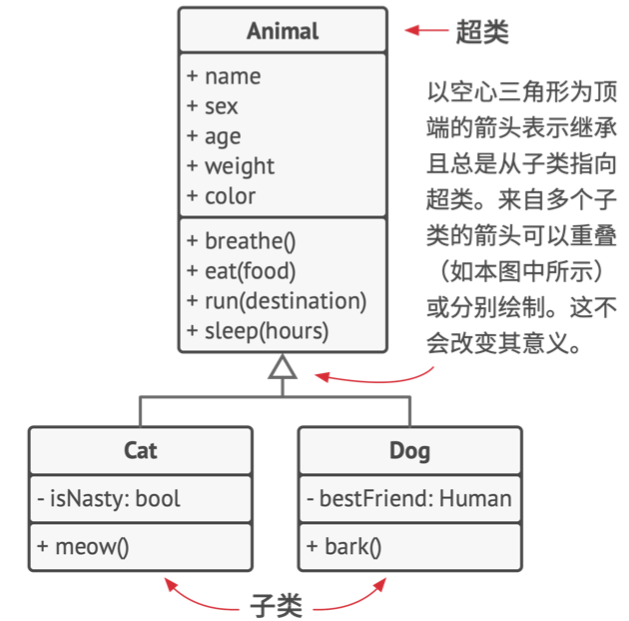 Animal
超类
+ name
+ sex
+ age
+ weight
+ color
+ breathe()
+ eat(food)
+ run(destination)
+ sleep(hours)
以空心三角形为顶
端的箭头表示继承
且总是从子类指向
超类。来自多个子
类的箭头可以重叠
（如本图中所示）
或分别绘制。这不
会改变其意义。
Cat
- isNasty: bool
+ meow()
Dog
- bestFriend: Human
+ bark()
子类